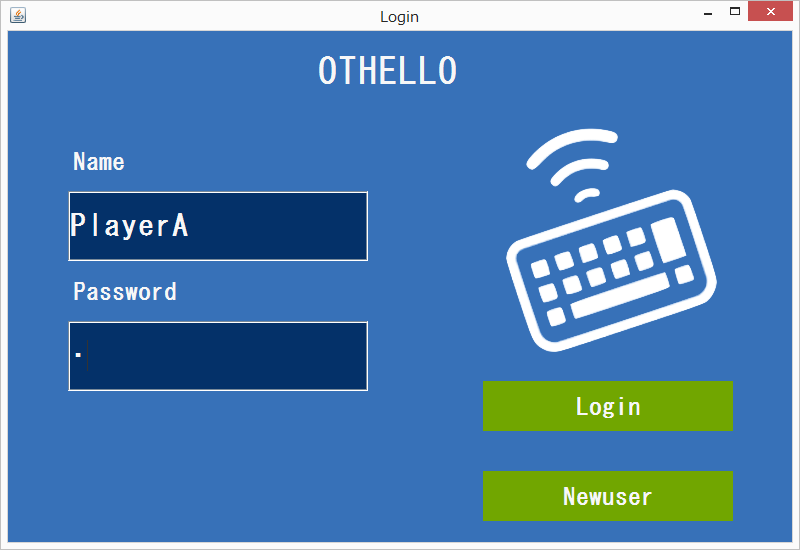 Login
OTHELLO
Name
PlayerA
Password
Login
Newuser